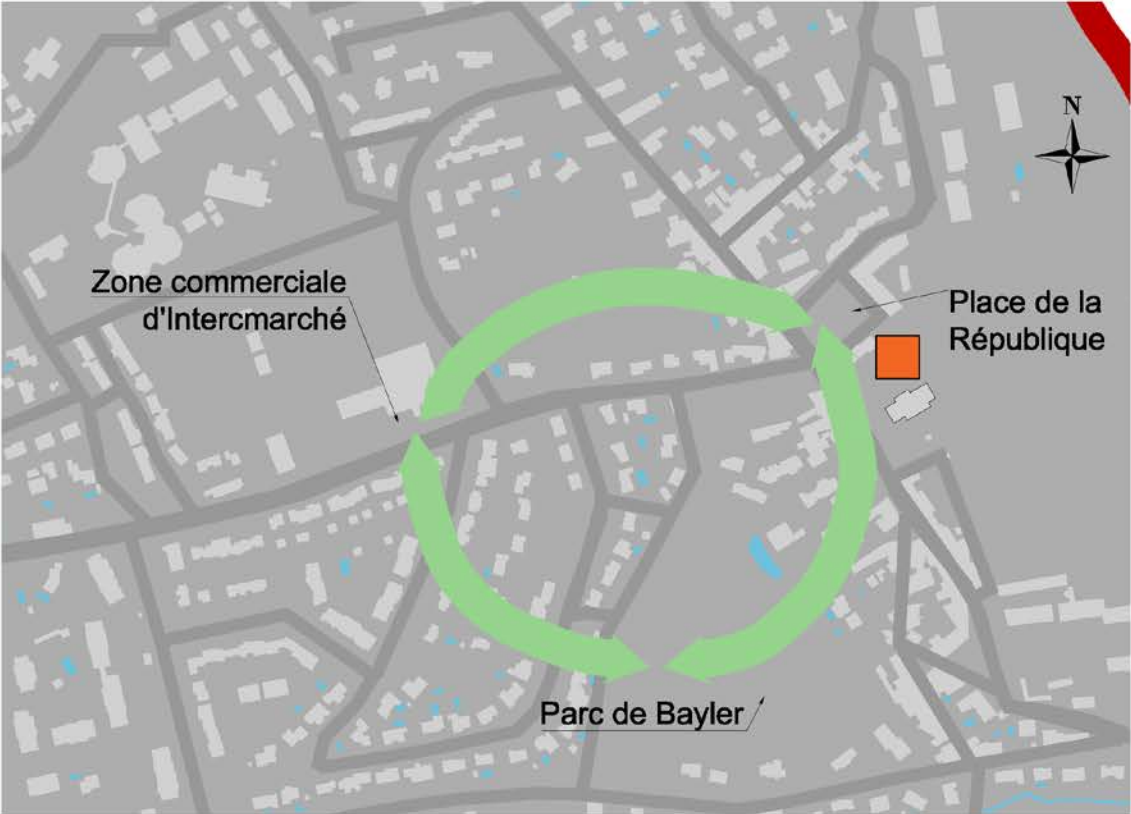 N
Zone commerciale
d'Intercmarché
Place de la
République
Parc de Bayler